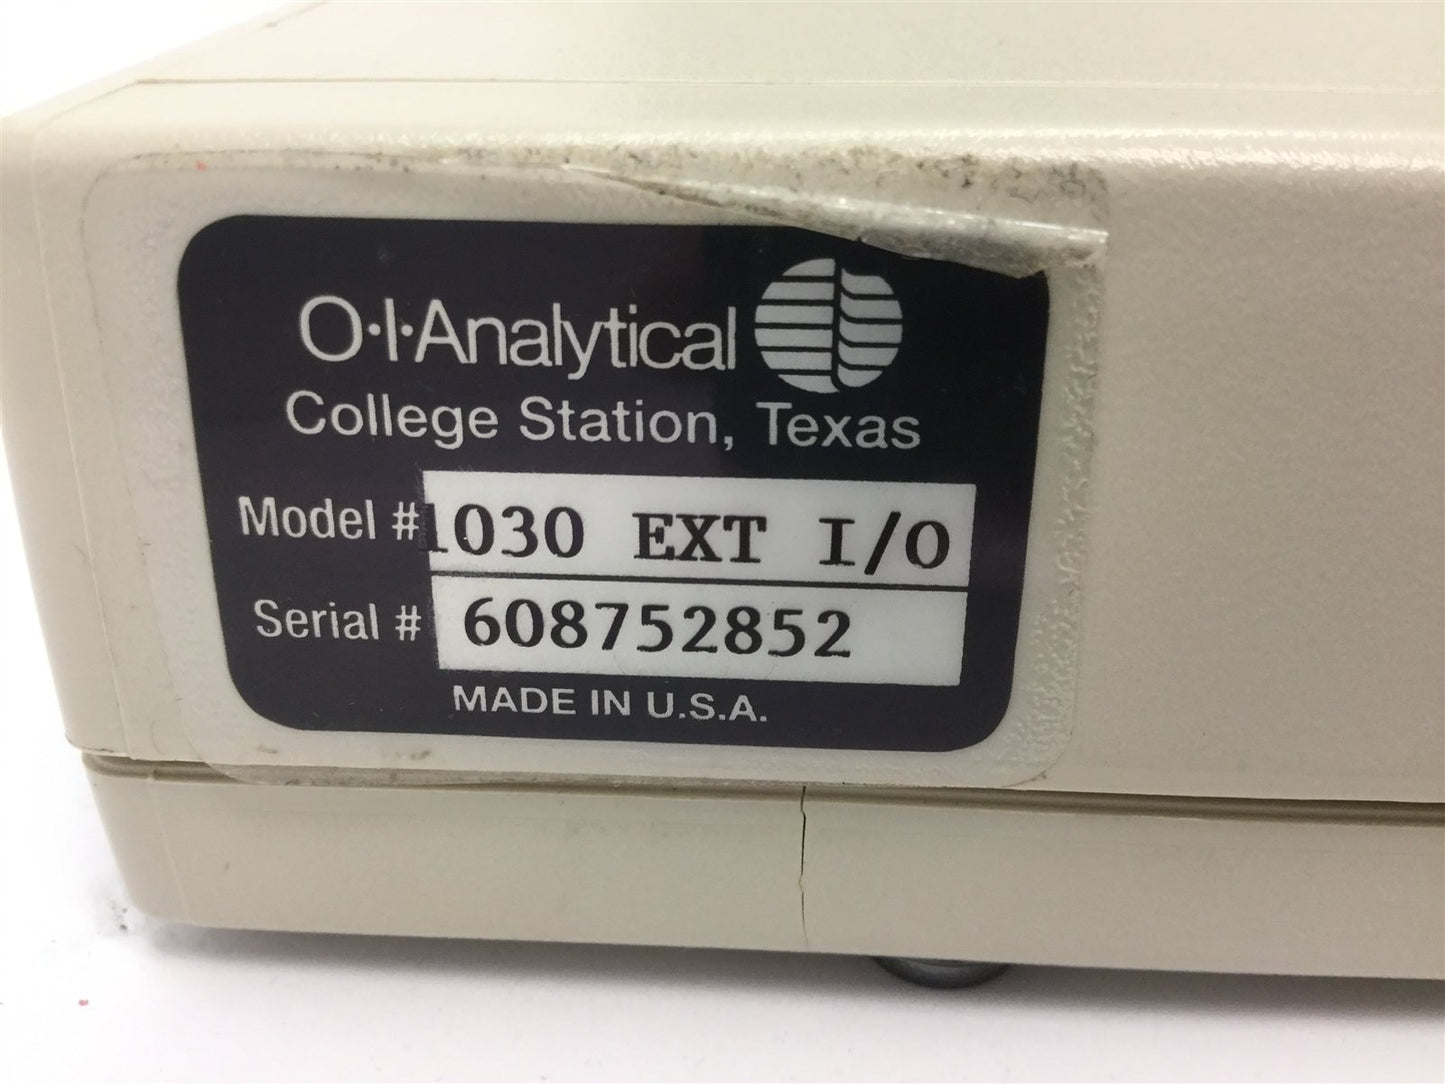 O·I·Analytical
College Station, Texas
Model # 1030 EXT I/O
Serial # 608752852
MADE IN U.S.A.